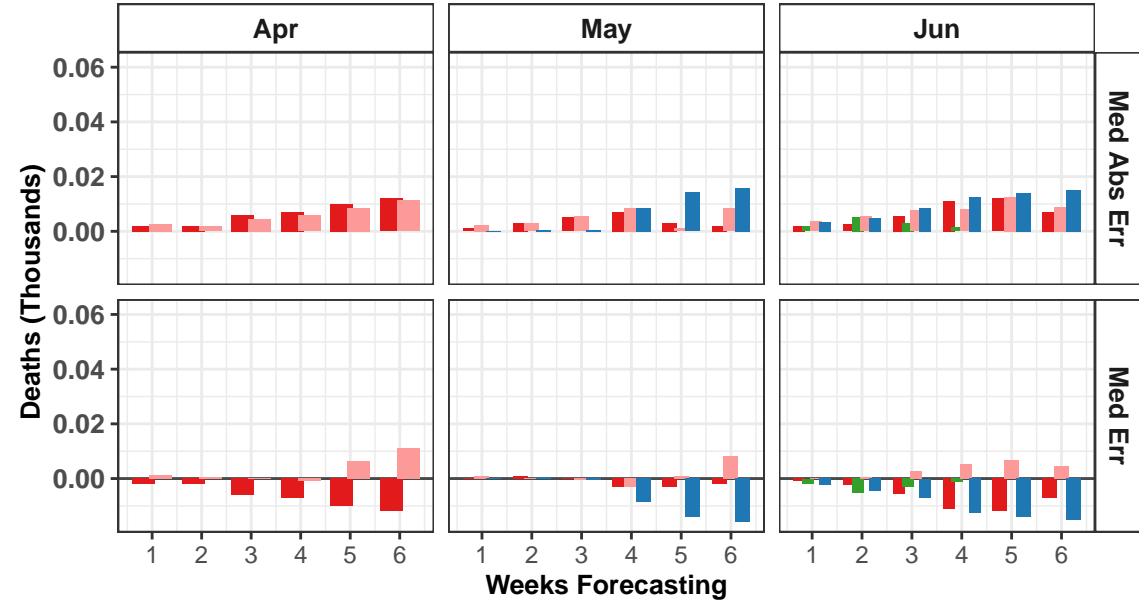 Apr May Jun
Deaths (Thousands)
0.06
0.04
0.02
0.00
Med Abs Err
0.06
0.04
0.02
0.00
Med Err
1 2 3 4 5 6 1 2 3 4 5 6 1 2 3 4 5 6
Weeks Forecasting